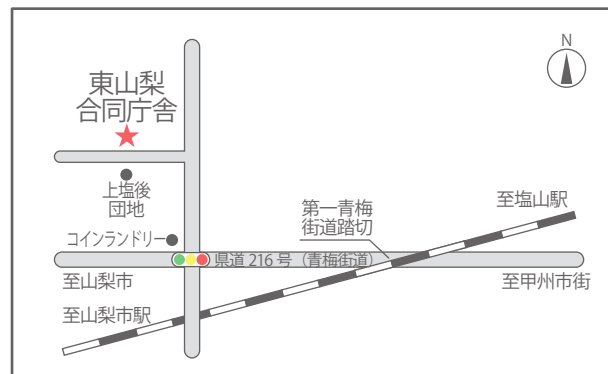 N
東山梨
合同庁舎
上塩後
団地
第一青梅
街道踏切
至塩山駅
コインランドリー
県道 216 号（青梅街道）
至山梨市
至甲州市街
至山梨市駅